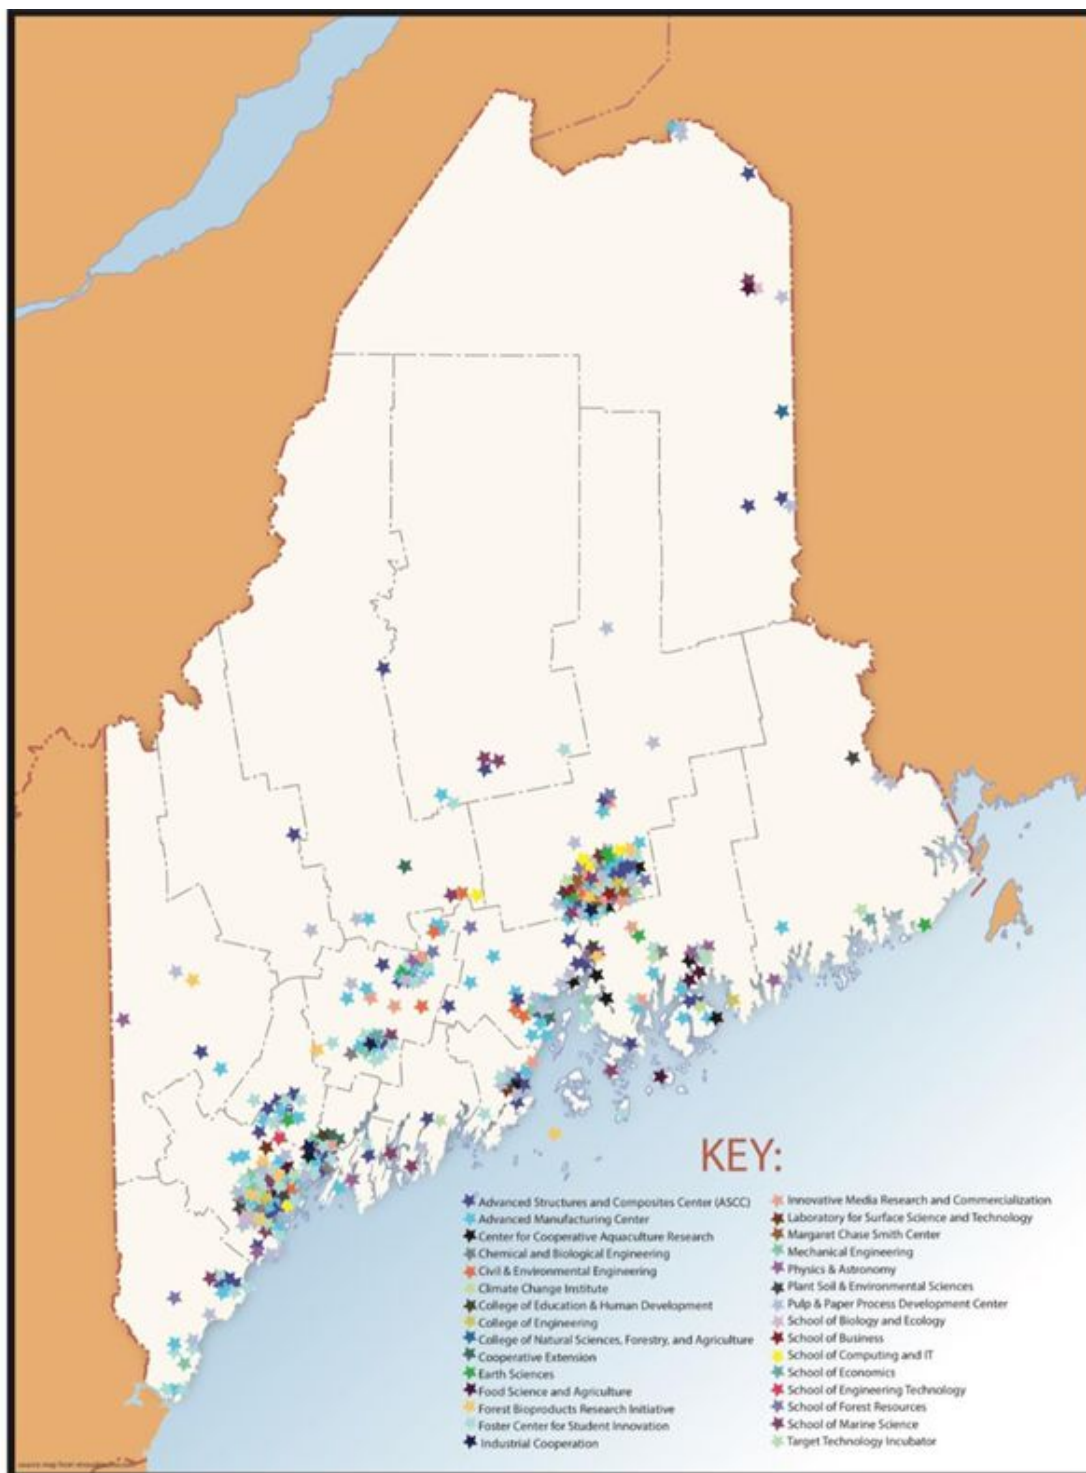 KEY:
Advanced Structures and Composites Center (ASCC)
Advanced Manufacturing Center
Center for Cooperative Aquaculture Research
Chemical and Biological Engineering
Civil & Environmental Engineering
Climate Change Institute
College of Education & Human Development
College of Engineering
College of Natural Sciences, Forestry, and Agriculture
Cooperative Extension
Earth Sciences
Food Science and Agriculture
Forest Bioproducts Research Initiative
Foster Center for Student Innovation
Industrial Cooperation
Innovative Media Research and Commercialization
Laboratory for Surface Science and Technology
Margaret Chase Smith Center
Mechanical Engineering
Physics & Astronomy
Plant Soil & Environmental Sciences
Pulp & Paper Process Development Center
School of Biology and Ecology
School of Business
School of Computing and IT
School of Economics
School of Engineering Technology
School of Forest Resources
School of Marine Science
Target Technology Incubator
source map from